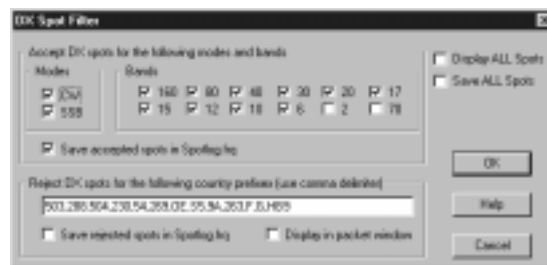 DX Spot Filter
Accept DX spots for the following modes and bands
Modes
CW
SSB
Bands
160 80 40 30 20 17
15 12 10 6 2 70
Save accepted spots in Spotlog.frq
Display ALL Spots
Save ALL Spots
Reject DX spots for the following country prefixes (use comma delimiter)
Save rejected spots in Spotlog.frq
Display in packet window
OK
Help
Cancel